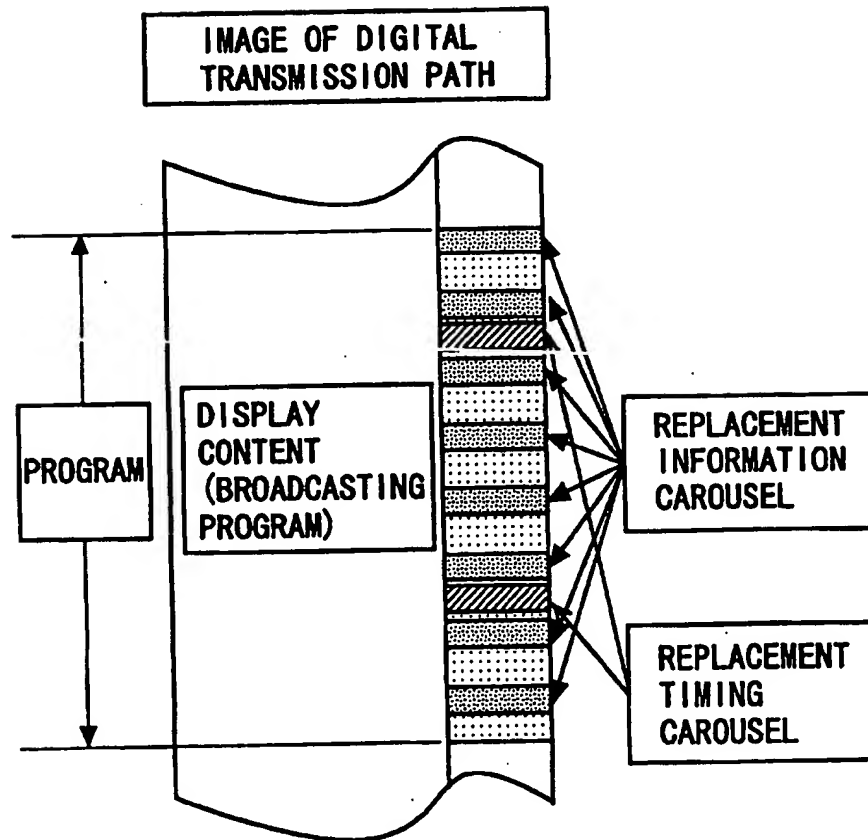 IMAGE OF DIGITAL
TRANSMISSION PATH
PROGRAM
DISPLAY
CONTENT
(BROADCASTING
PROGRAM)
REPLACEMENT
INFORMATION
CAROUSEL
REPLACEMENT
TIMING
CAROUSEL